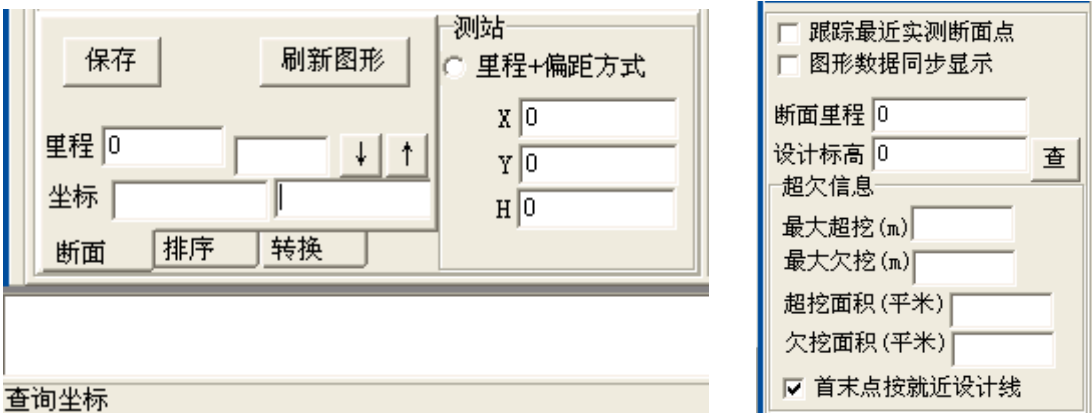 保存
刷新图形
里程 0
↓ ↑
坐标
断面 排序 转换
测站
里程+偏距方式
X 0
Y 0
H 0
查询坐标
跟踪最近实测断面点
图形数据同步显示
断面里程 0
设计标高 0 查
超欠信息
最大超挖(m)
最大欠挖(m)
超挖面积(平米)
欠挖面积(平米)
首末点按就近设计线